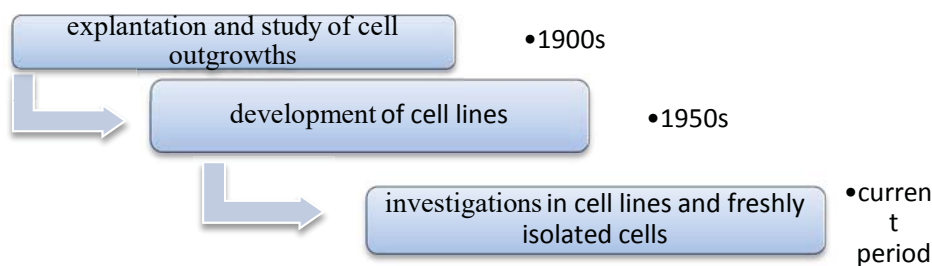 explantation and study of cell
outgrowths
•1900s
development of cell lines
•1950s
investigations in cell lines and freshly
isolated cells
•curren
t
period